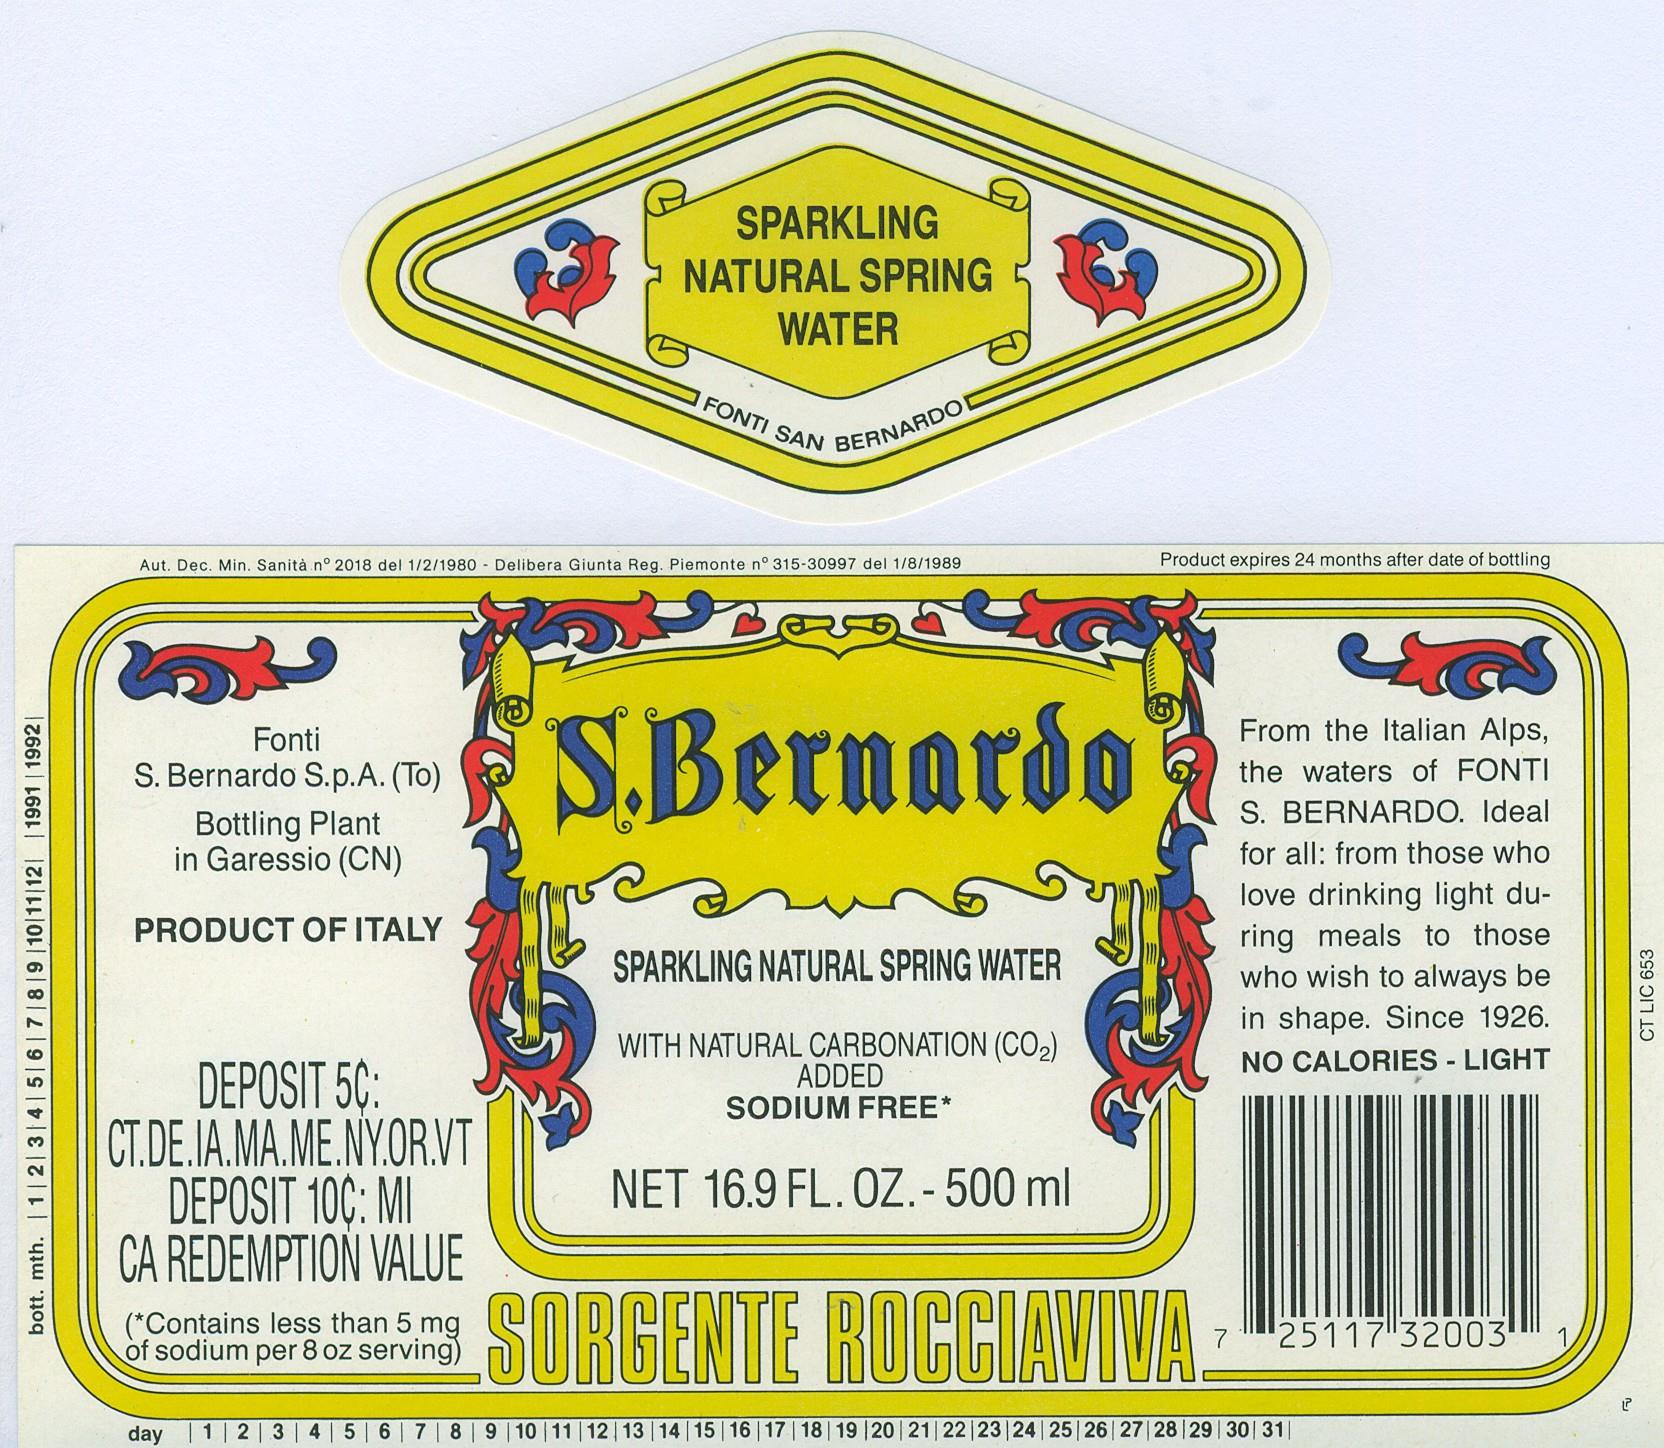 SPARKLING
NATURAL SPRING
WATER
FONTI SAN BERNARDO
Aut. Dec. Min. Sanità n° 2018 del 1/2/1980 - Delibera Giunta Reg. Piemonte n° 315-30997 del 1/8/1989
Product expires 24 months after date of bottling
bott. mth. |1|2|3|4|5|6|7|8|9|10|11|12| |1991|1992|
Fonti
S. Bernardo S.p.A. (To)
Bottling Plant
in Garessio (CN)
PRODUCT OF ITALY
DEPOSIT 5¢:
CT.DE.IA.MA.ME.NY.OR.VT
DEPOSIT 10¢: MI
CA REDEMPTION VALUE
(*Contains less than 5 mg
of sodium per 8 oz serving)
S.Bernardo
SPARKLING NATURAL SPRING WATER
WITH NATURAL CARBONATION (CO₂)
ADDED
SODIUM FREE*
NET 16.9 FL. OZ. - 500 ml
SORGENTE ROCCIAVIVA
From the Italian Alps,
the waters of FONTI
S. BERNARDO. Ideal
for all: from those who
love drinking light du-
ring meals to those
who wish to always be
in shape. Since 1926.
NO CALORIES - LIGHT
7 25117 32003 1
CT LIC 653
day |1|2|3|4|5|6|7|8|9|10|11|12|13|14|15|16|17|18|19|20|21|22|23|24|25|26|27|28|29|30|31|